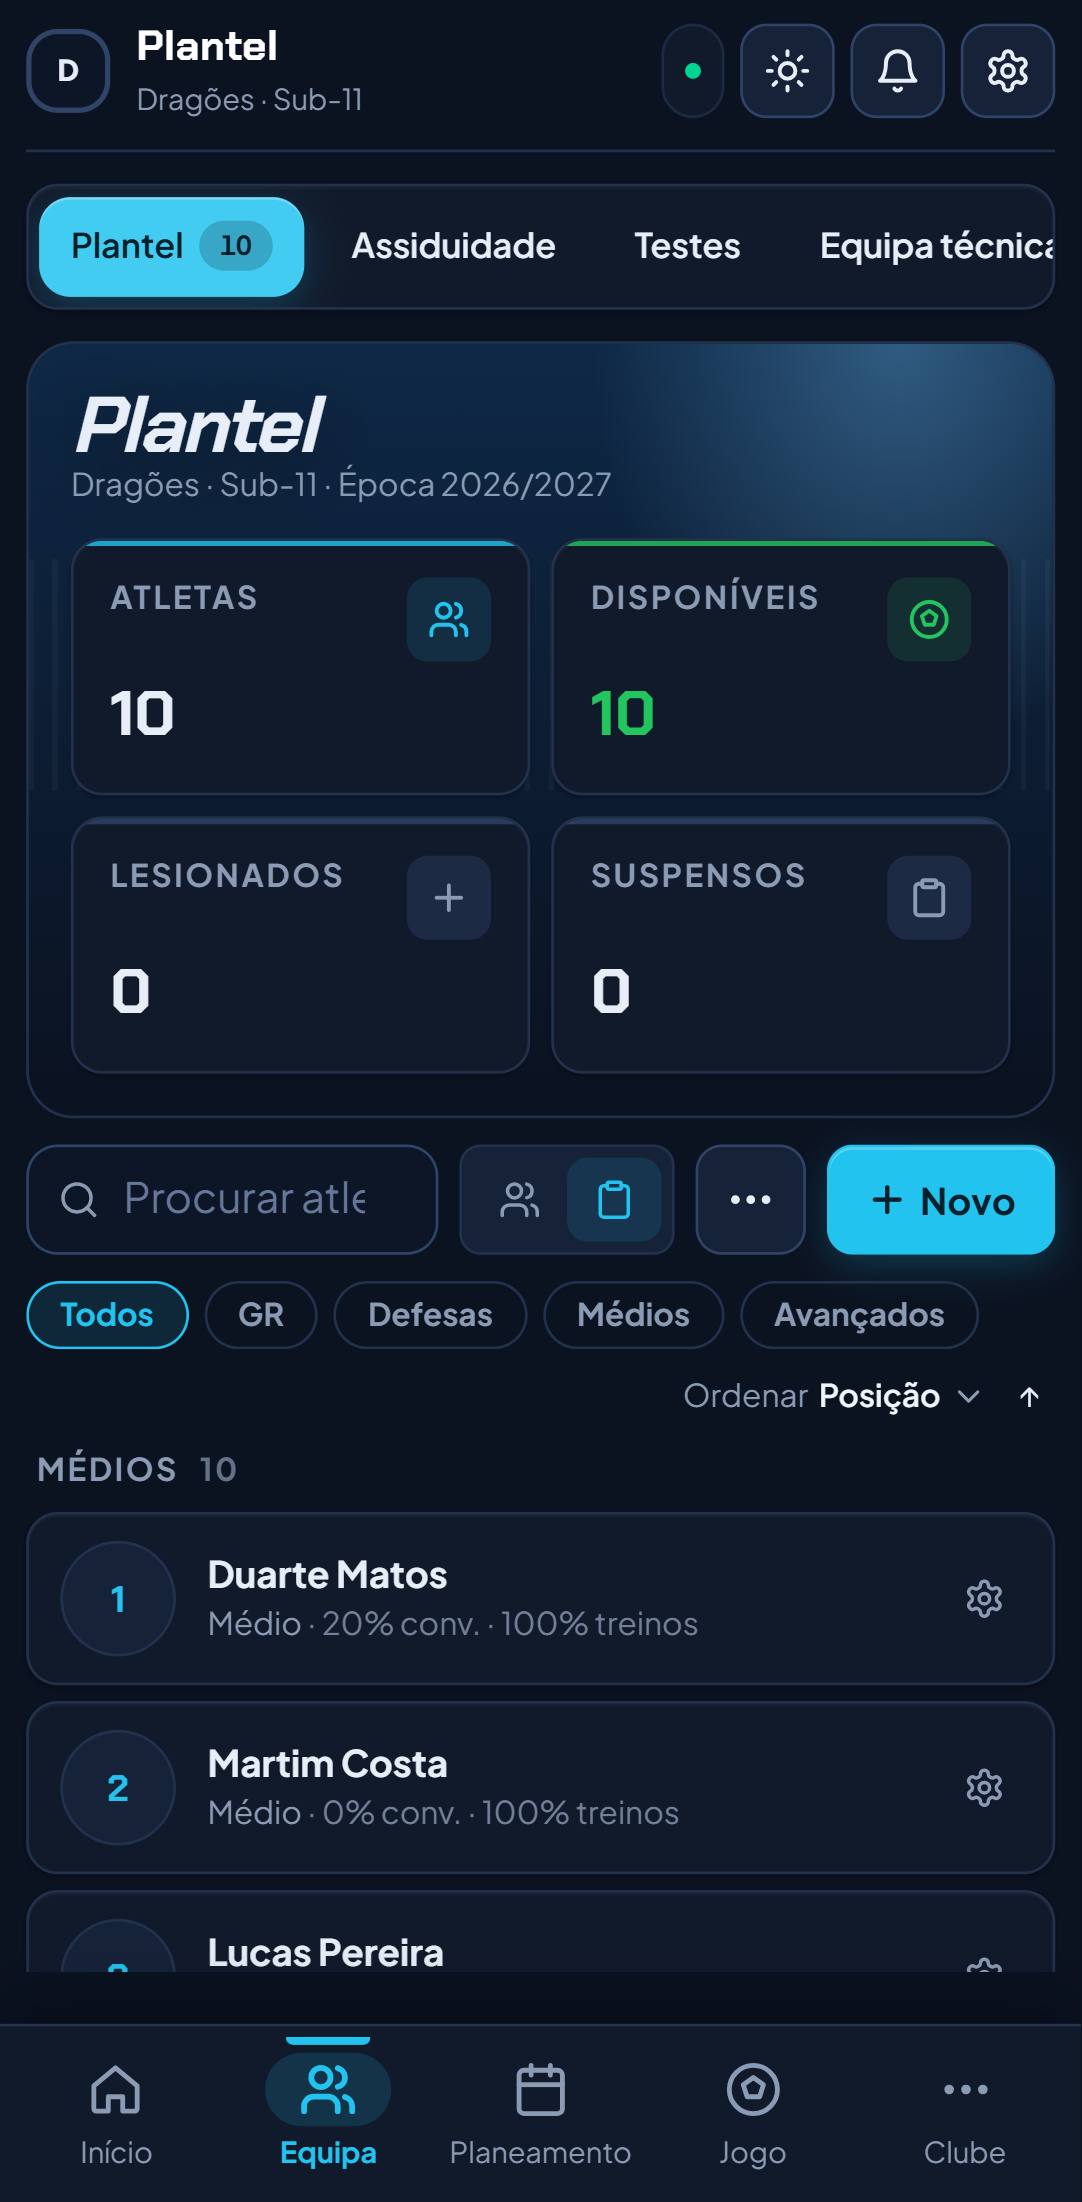 D
Plantel
Dragões · Sub-11
Plantel 10 Assiduidade Testes Equipa técnica
Plantel
Dragões · Sub-11 · Época 2026/2027
ATLETAS
10
DISPONÍVEIS
10
LESIONADOS
0
SUSPENSOS
0
Procurar atle
+ Novo
Todos GR Defesas Médios Avançados
Ordenar Posição
MÉDIOS 10
1
Duarte Matos
Médio · 20% conv. · 100% treinos
2
Martim Costa
Médio · 0% conv. · 100% treinos
Lucas Pereira
Início Equipa Planeamento Jogo Clube